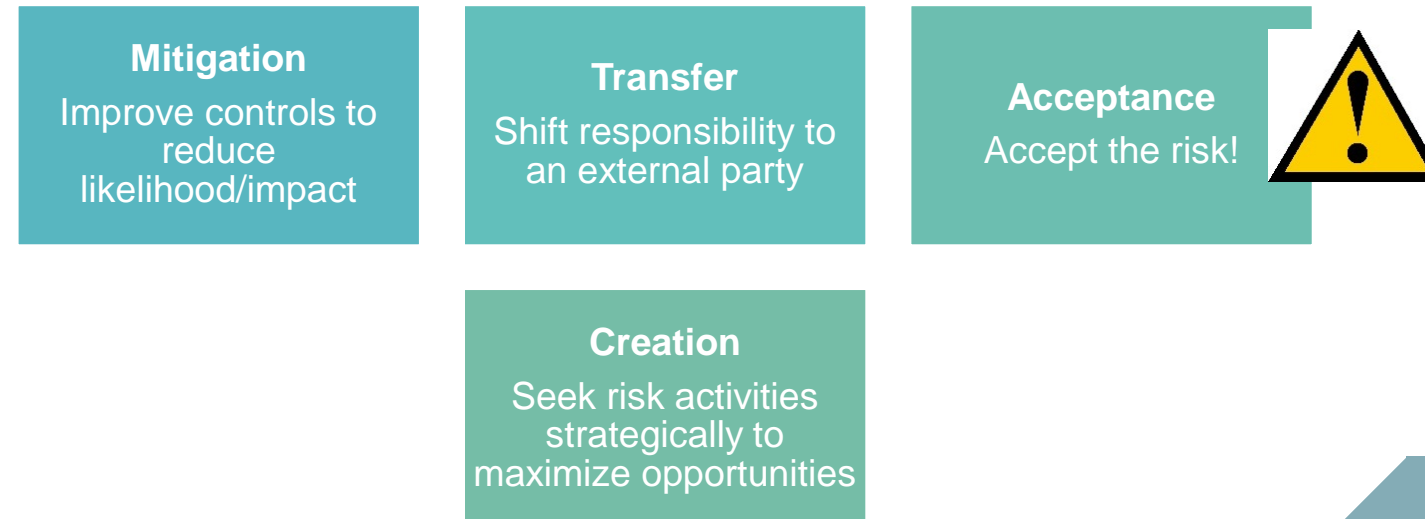 Mitigation
Improve controls to
reduce
likelihood/impact
Transfer
Shift responsibility to
an external party
Acceptance
Accept the risk!
Creation
Seek risk activities
strategically to
maximize opportunities